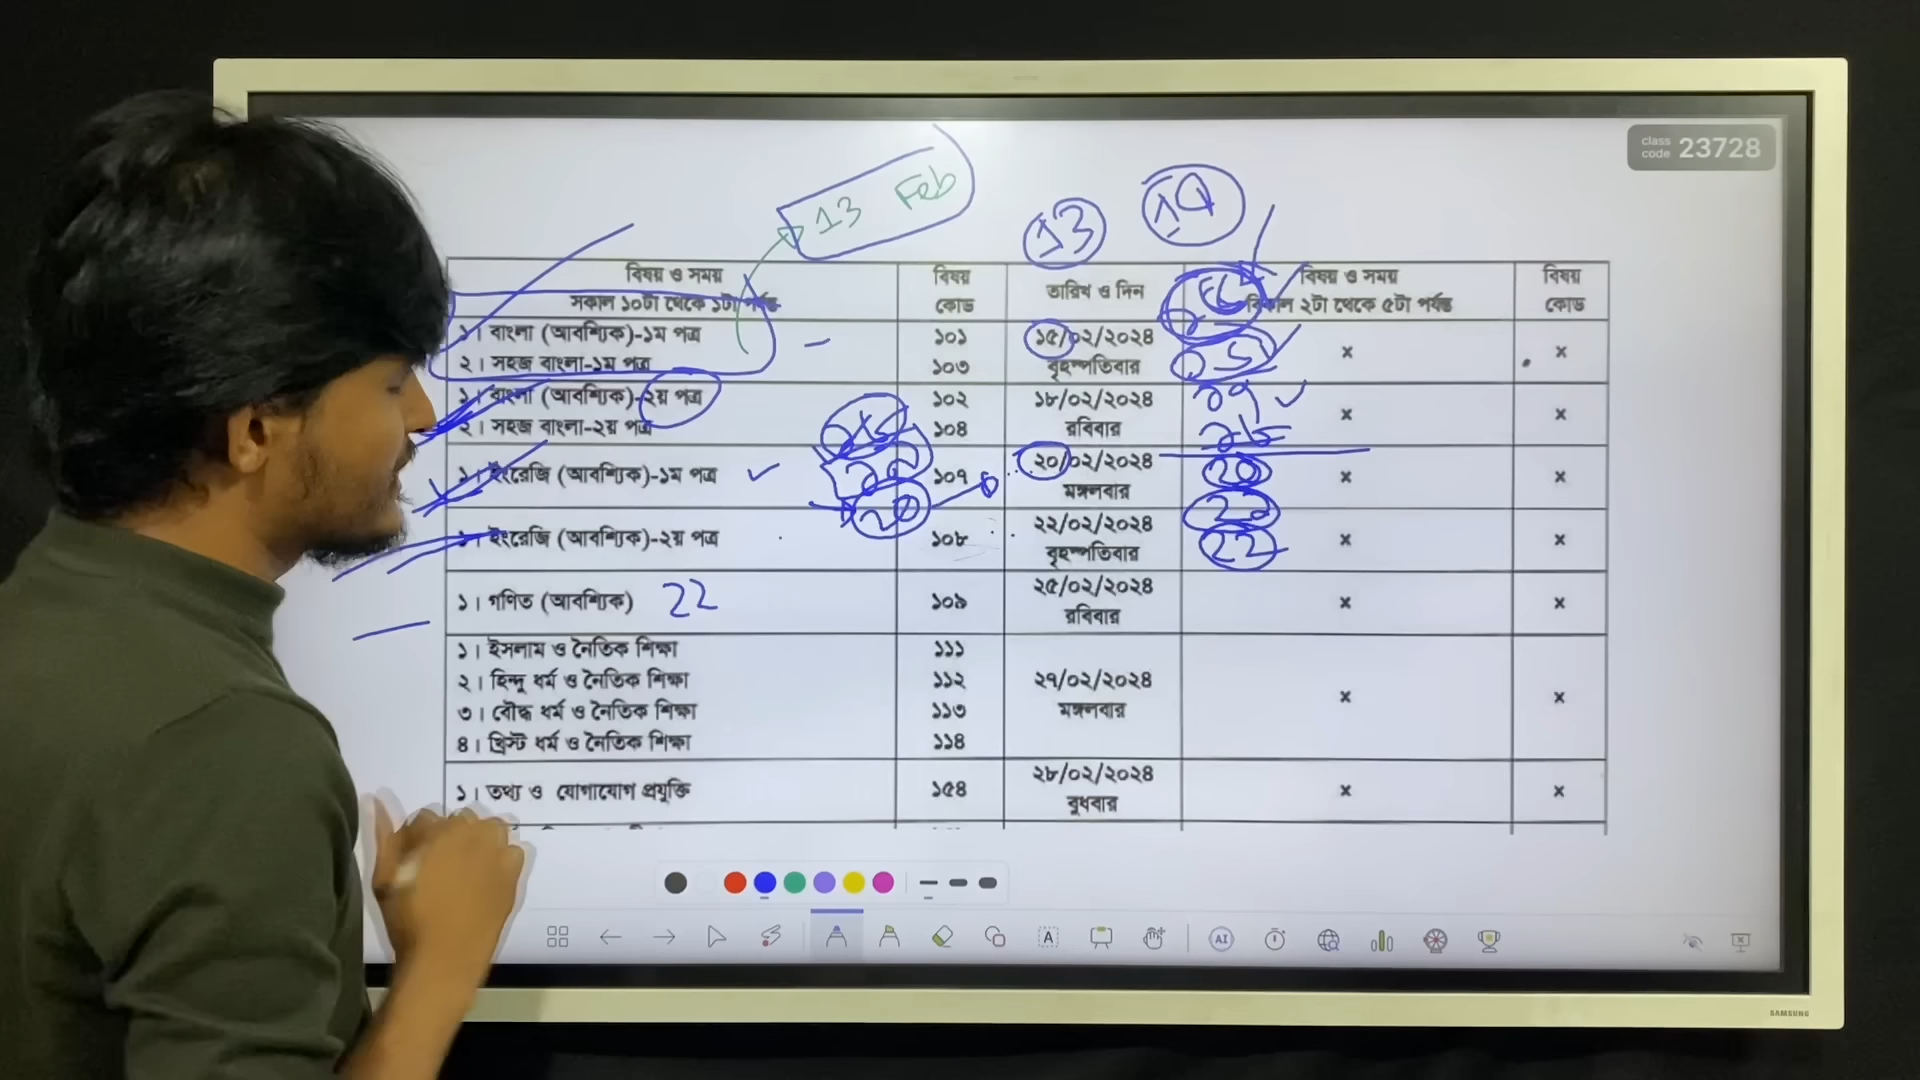 class code 23728
13 Feb
13
14
বিষয় ও সময়
সকাল ১০টা থেকে ১টা পর্যন্ত
বিষয় কোড
তারিখ ও দিন
বিষয় ও সময়
বিকাল ২টা থেকে ৫টা পর্যন্ত
বিষয় কোড
১। বাংলা (আবশ্যিক)-১ম পত্র
২। সহজ বাংলা-১ম পত্র
১০১
১০৩
১৫/০২/২০২৪
বৃহস্পতিবার
x
x
১। বাংলা (আবশ্যিক)-২য় পত্র
২। সহজ বাংলা-২য় পত্র
১০২
১০৪
১৮/০২/২০২৪
রবিবার
x
x
১। ইংরেজি (আবশ্যিক)-১ম পত্র
১০৭
২০/০২/২০২৪
মঙ্গলবার
20
x
x
20
১। ইংরেজি (আবশ্যিক)-২য় পত্র
১০৮
২২/০২/২০২৪
বৃহস্পতিবার
22
x
x
১। গণিত (আবশ্যিক) 22
১০৯
২৫/০২/২০২৪
রবিবার
x
x
১। ইসলাম ও নৈতিক শিক্ষা
২। হিন্দু ধর্ম ও নৈতিক শিক্ষা
৩। বৌদ্ধ ধর্ম ও নৈতিক শিক্ষা
৪। খ্রিস্ট ধর্ম ও নৈতিক শিক্ষা
১১১
১১২
১১৩
১১৪
২৭/০২/২০২৪
মঙ্গলবার
x
x
১। তথ্য ও যোগাযোগ প্রযুক্তি
১৫৪
২৮/০২/২০২৪
বুধবার
x
x
A
AI
SAMSUNG